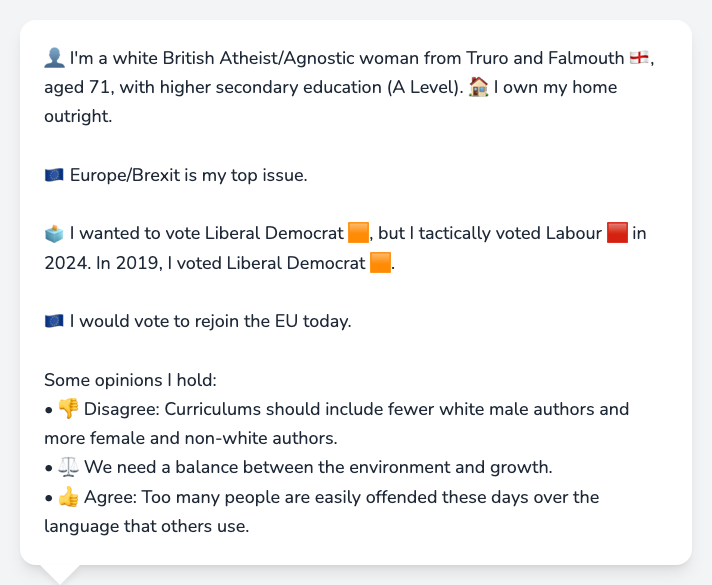 👤 I'm a white British Atheist/Agnostic woman from Truro and Falmouth 🏴󠁧󠁢󠁥󠁮󠁧󠁿,
aged 71, with higher secondary education (A Level). 🏠 I own my home
outright.
🇪🇺 Europe/Brexit is my top issue.
🗳️ I wanted to vote Liberal Democrat 🟧, but I tactically voted Labour 🟥 in
2024. In 2019, I voted Liberal Democrat 🟧.
🇪🇺 I would vote to rejoin the EU today.
Some opinions I hold:
• 👎 Disagree: Curriculums should include fewer white male authors and
more female and non-white authors.
• ⚖️ We need a balance between the environment and growth.
• 👍 Agree: Too many people are easily offended these days over the
language that others use.